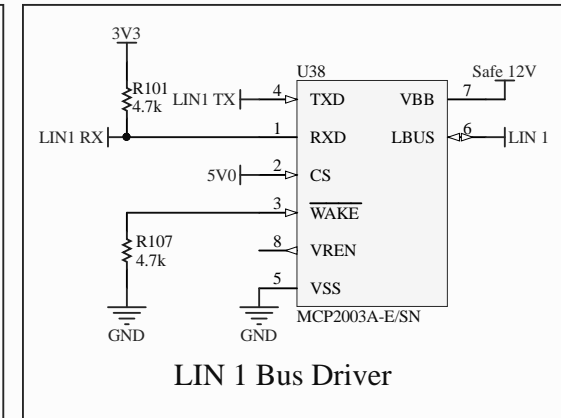 3V3
R101
4.7k
LIN1 RX
LIN1 TX
5V0
R107
4.7k
GND
GND
U38
4 TXD
1 RXD
2 CS
3 WAKE
8 VREN
5 VSS
VBB 7
LBUS 6
Safe 12V
LIN 1
MCP2003A-E/SN
LIN 1 Bus Driver